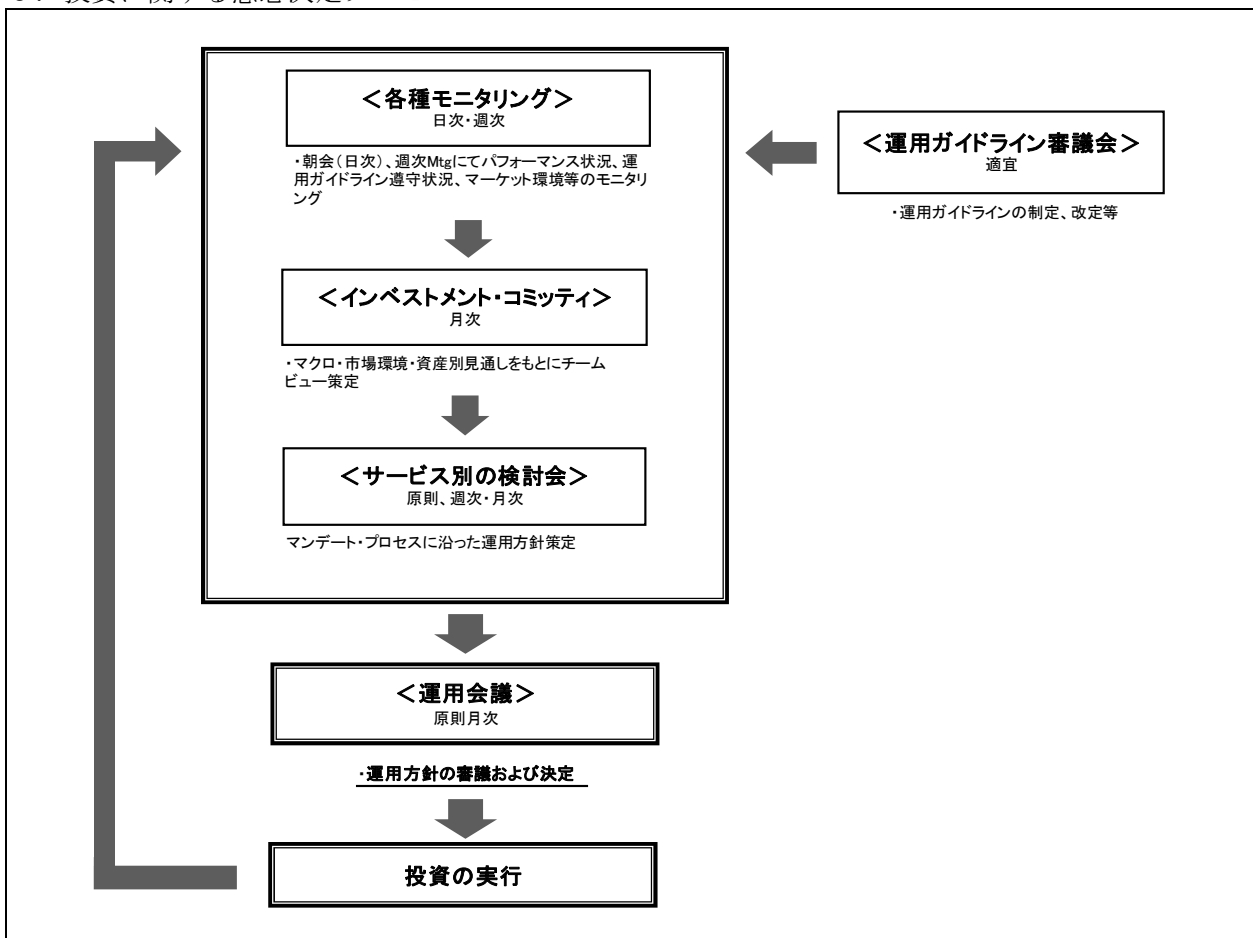 ＜各種モニタリング＞
日次・週次
・朝会（日次）、週次Mtgにてパフォーマンス状況、運
用ガイドライン遵守状況、マーケット環境等のモニタリ
ング
＜運用ガイドライン審議会＞
適宜
・運用ガイドラインの制定、改定等
＜インベストメント・コミッティ＞
月次
・マクロ・市場環境・資産別見通しをもとにチーム
ビュー策定
＜サービス別の検討会＞
原則、週次・月次
マンデート・プロセスに沿った運用方針策定
＜運用会議＞
原則月次
・運用方針の審議および決定
投資の実行